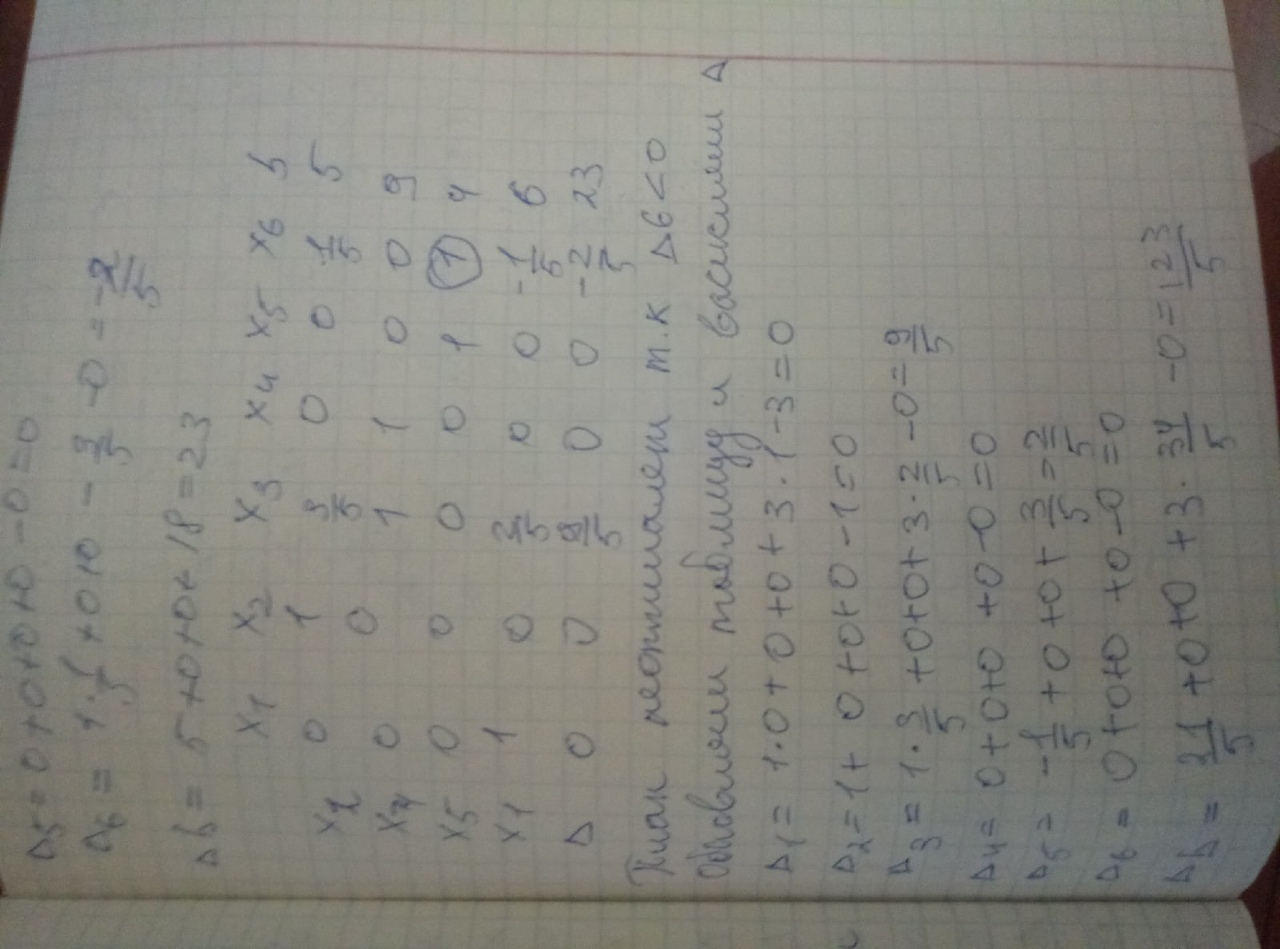 Δ5 = 0+0+0+0-0=0
Δ6 = 1·1/5+0+0 - 3/5 -0 = -2/5
Δb = 5+0+0+18=23
x1 x2 x3 x4 x5 x6 b
x2 0 1 3/5 0 0 1/5 5
x4 0 0 1 1 0 0 9
x5 0 0 0 0 1 1 4
x1 1 0 2/5 0 0 -1/5 6
Δ 0 0 9/5 0 0 -2/5 23
План неоптимален т.к Δ6<0
Обновляем таблицу и вычисляем Δ
Δ1 = 1·0+0+0+3·1-3=0
Δ2 = 1+0+0+0-1=0
Δ3 = 1·3/5+0+0+3·2/5-0=9/5
Δ4 = 0+0+0+0-0=0
Δ5 = -1/5+0+0+3/5=2/5
Δ6 = 0+0+0+0-0=0
Δb = 21/5+0+0+3·34/5-0=123/5